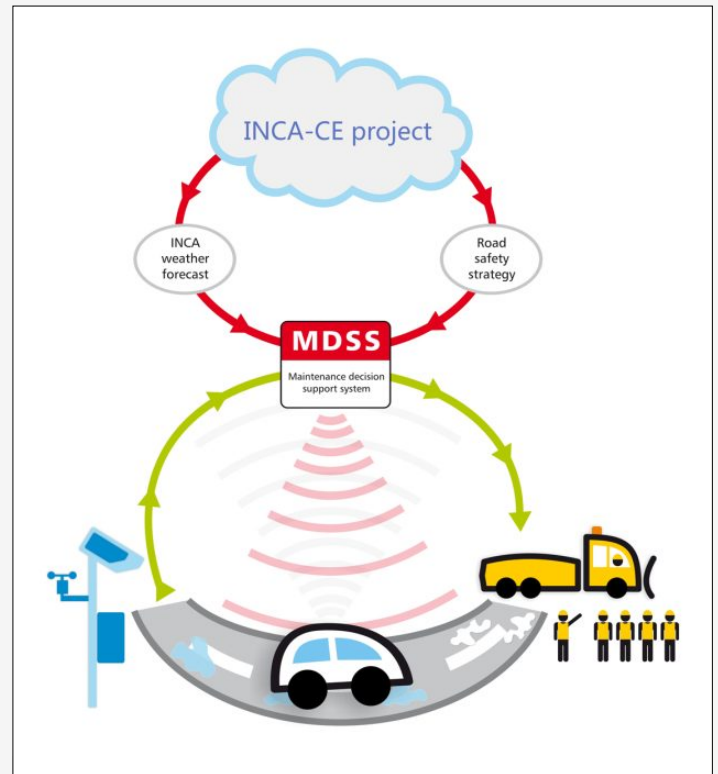 INCA-CE project
INCA
weather
forecast
Road
safety
strategy
MDSS
Maintenance decision
support system